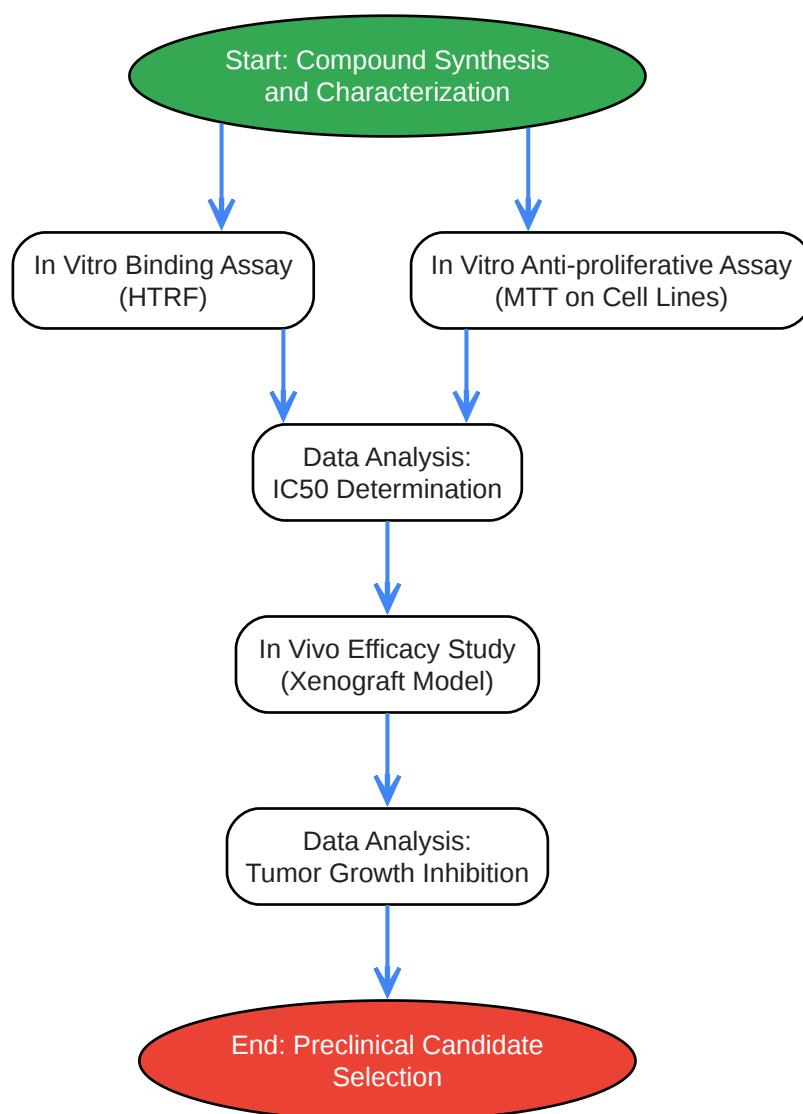 Start: Compound Synthesis
and Characterization
In Vitro Binding Assay
(HTRF)
In Vitro Anti-proliferative Assay
(MTT on Cell Lines)
Data Analysis:
IC50 Determination
In Vivo Efficacy Study
(Xenograft Model)
Data Analysis:
Tumor Growth Inhibition
End: Preclinical Candidate
Selection